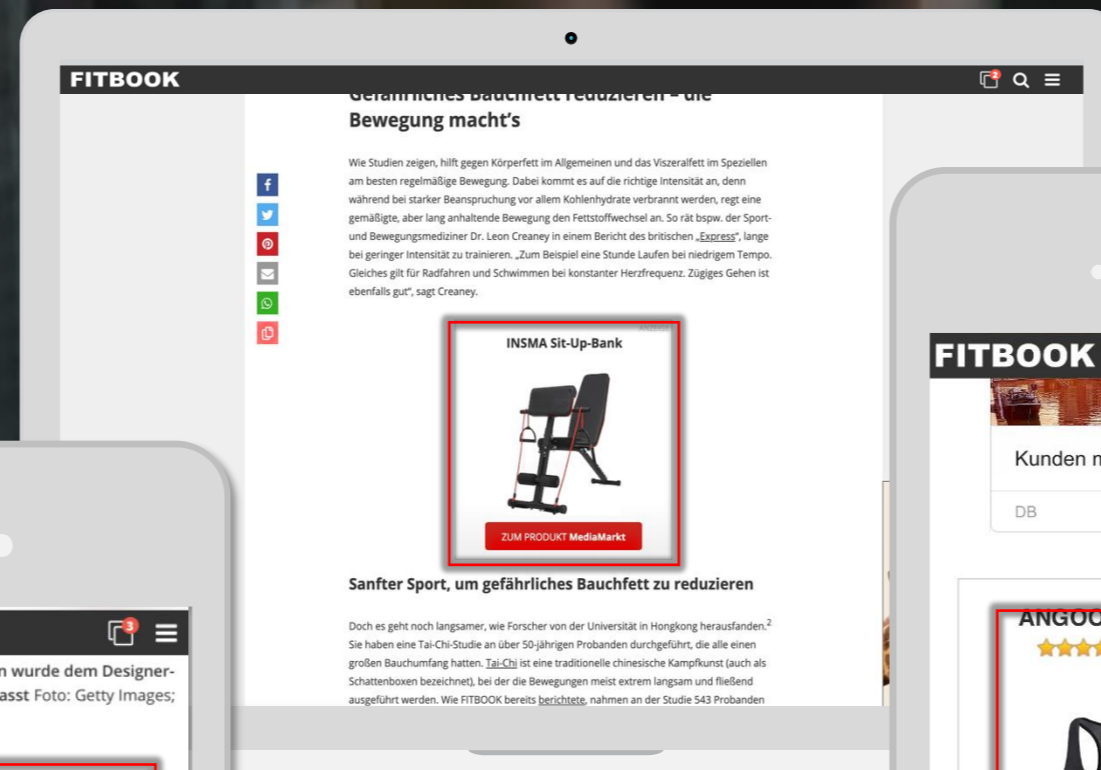 FITBOOK
2
Gefährliches Bauchfett reduzieren – die
Bewegung macht's
Wie Studien zeigen, hilft gegen Körperfett im Allgemeinen und das Viszeralfett im Speziellen
am besten regelmäßige Bewegung. Dabei kommt es auf die richtige Intensität an, denn
während bei starker Beanspruchung vor allem Kohlenhydrate verbrannt werden, regt eine
gemäßigte, aber lang anhaltende Bewegung den Fettstoffwechsel an. So rät bspw. der Sport-
und Bewegungsmediziner Dr. Leon Creaney in einem Bericht des britischen „Express“, lange
bei geringer Intensität zu trainieren. „Zum Beispiel eine Stunde Laufen bei niedrigem Tempo.
Gleiches gilt für Radfahren und Schwimmen bei konstanter Herzfrequenz. Zügiges Gehen ist
ebenfalls gut“, sagt Creaney.
ANZEIGE
INSMA Sit-Up-Bank
ZUM PRODUKT MediaMarkt
Sanfter Sport, um gefährliches Bauchfett zu reduzieren
Doch es geht noch langsamer, wie Forscher von der Universität in Hongkong herausfanden.2
Sie haben eine Tai-Chi-Studie an über 50-jährigen Probanden durchgeführt, die alle einen
großen Bauchumfang hatten. Tai-Chi ist eine traditionelle chinesische Kampfkunst (auch als
Schattenboxen bezeichnet), bei der die Bewegungen meist extrem langsam und fließend
ausgeführt werden. Wie FITBOOK bereits berichtete, nahmen an der Studie 543 Probanden
3
n wurde dem Designer-
asst Foto: Getty Images;
FITBOOK
Kunden
DB